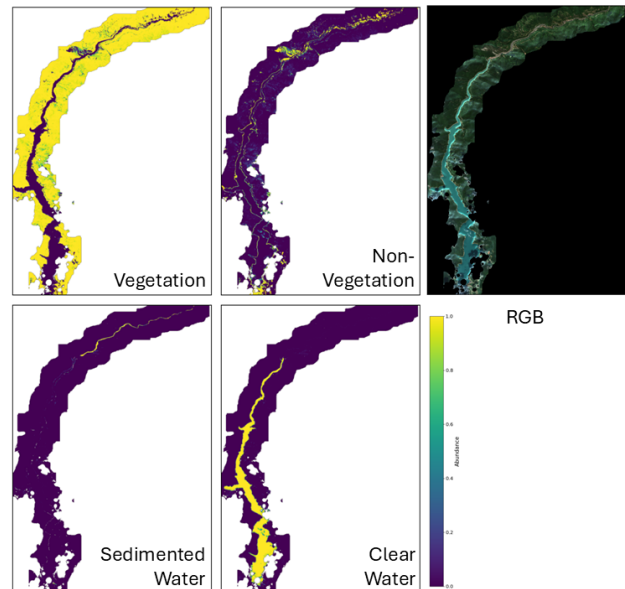 Vegetation
Non-
Vegetation
RGB
Sedimented
Water
Clear
Water
1.0
0.8
0.6
0.4
0.2
0.0
Abundance